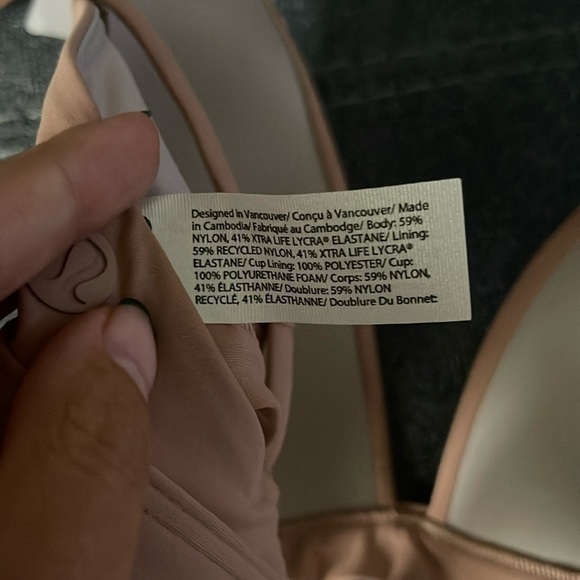 Designed in Vancouver/ Conçu à Vancouver/ Made
in Cambodia/ Fabriqué au Cambodge/ Body: 59%
NYLON, 41% XTRA LIFE LYCRA® ELASTANE/ Lining:
59% RECYCLED NYLON, 41% XTRA LIFE LYCRA®
ELASTANE/ Cup Lining: 100% POLYESTER/ Cup:
100% POLYURETHANE FOAM/ Corps: 59% NYLON,
41% ÉLASTHANNE/ Doublure: 59% NYLON
RECYCLÉ, 41% ÉLASTHANNE/ Doublure Du Bonnet: